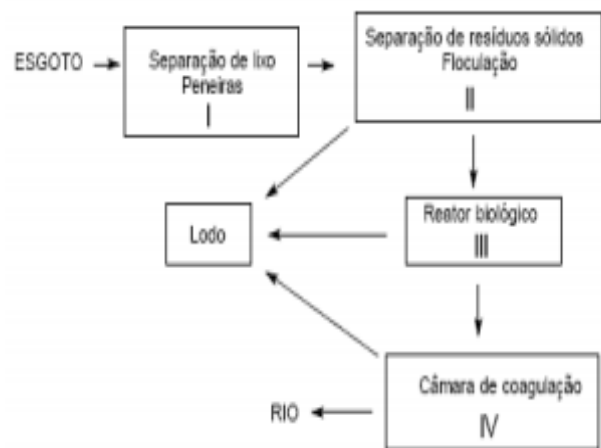 ESGOTO
Separação de lixo
Peneiras
I
Separação de resíduos sólidos
Floculação
II
Lodo
Reator biológico
III
Câmara de coagulação
IV
RIO